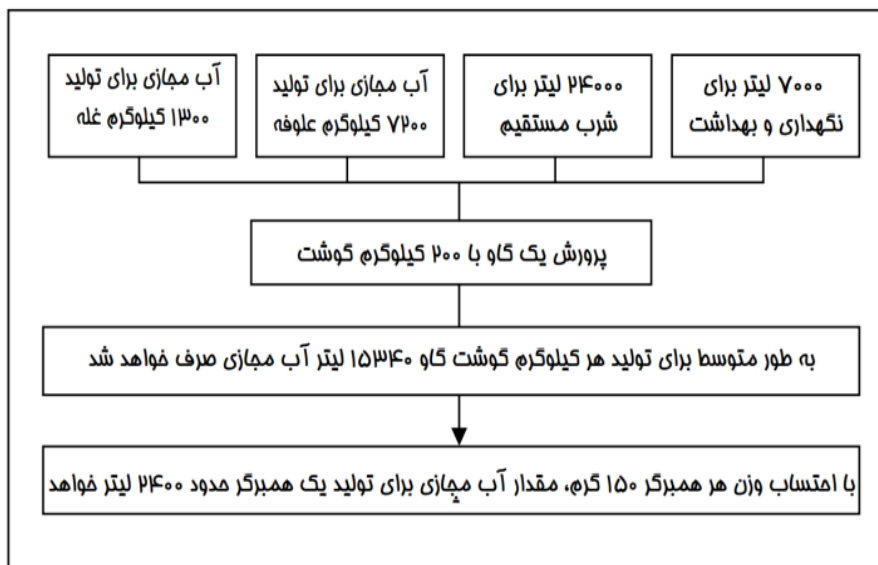 ۷۰۰۰ لیتر برای
نگهداری و بهداشت
۲۴۰۰۰ لیتر برای
شرب مستقیم
آب مجازی برای تولید
۷۲۰۰ کیلوگرم علوفه
آب مجازی برای تولید
۱۳۰۰ کیلوگرم غله
پرورش یک گاو با ۲۰۰ کیلوگرم گوشت
به طور متوسط برای تولید هر کیلوگرم گوشت گاو ۱۵۳۴۰ لیتر آب مجازی صرف خواهد شد
با احتساب وزن هر همبرگر ۱۵۰ گرم، مقدار آب مجازی برای تولید یک همبرگر حدود ۲۴۰۰ لیتر خواهد